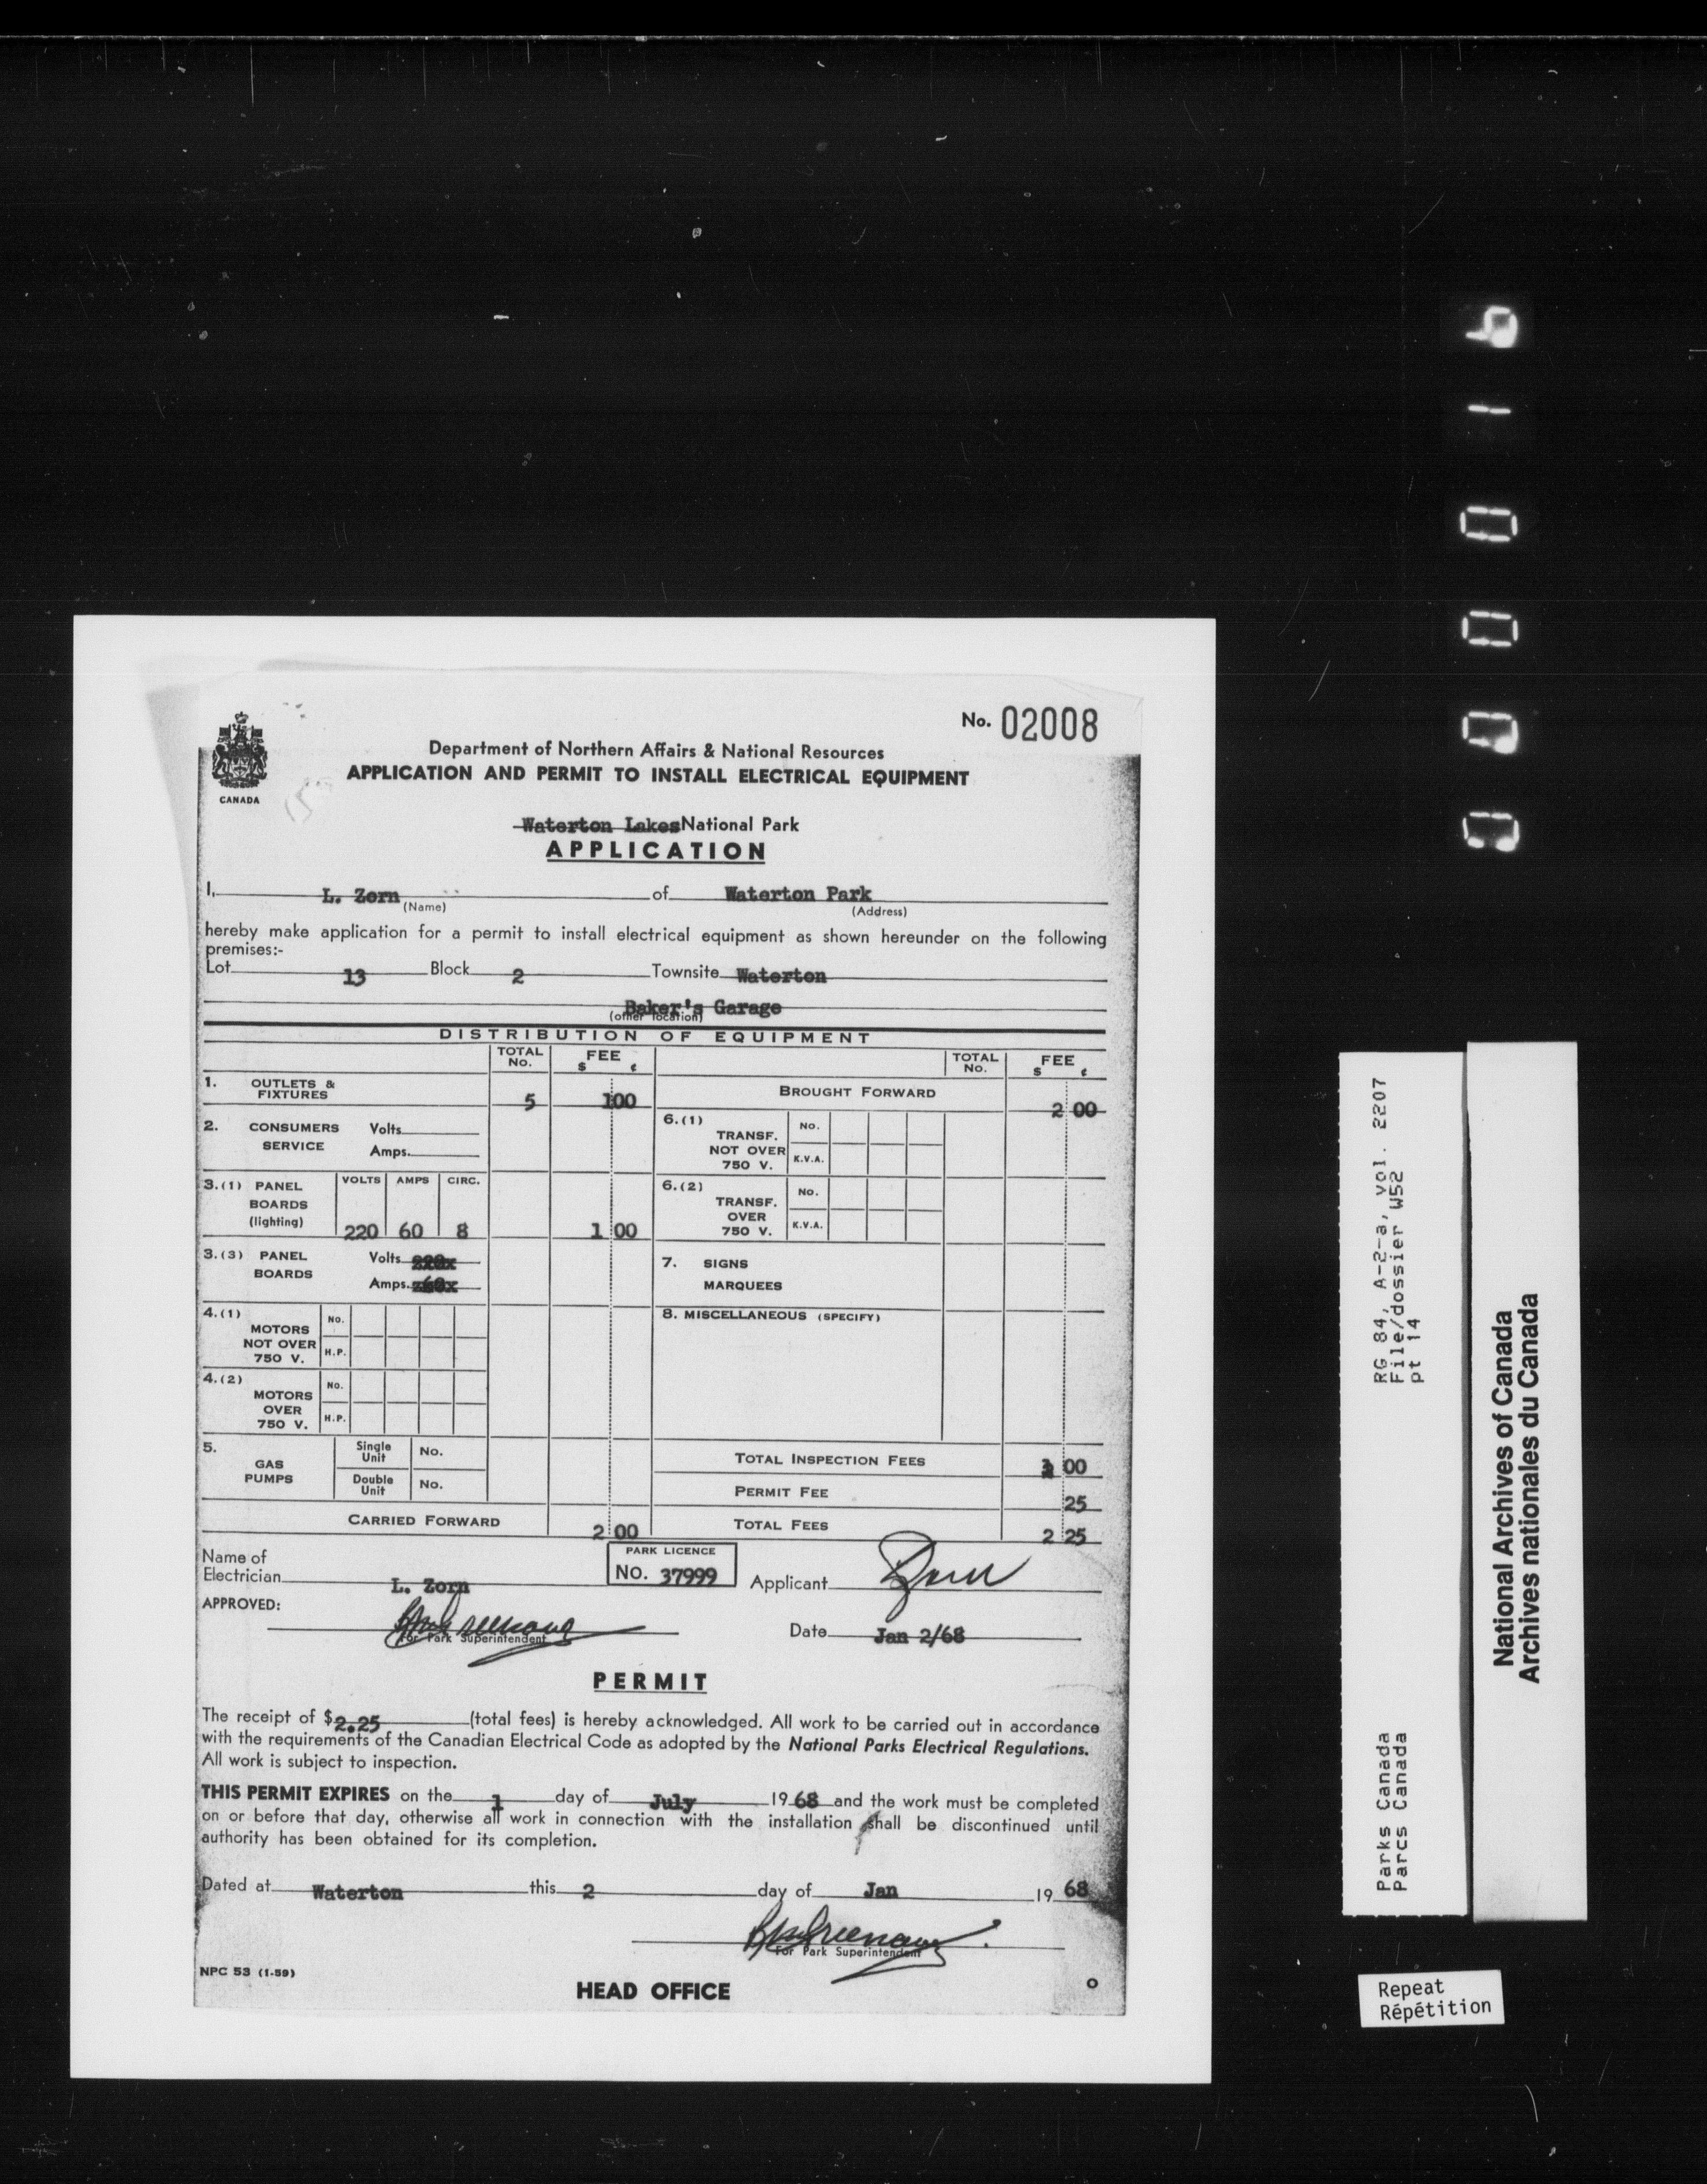 No. 02008
CANADA
Department of Northern Affairs & National Resources
APPLICATION AND PERMIT TO INSTALL ELECTRICAL EQUIPMENT
Waterton Lakes National Park
APPLICATION
I, L. Zorn of Waterton Park
(Name) (Address)
hereby make application for a permit to install electrical equipment as shown hereunder on the following
premises:-
Lot 13 Block 2 Townsite Waterton
Baker's Garage
(other location)
DISTRIBUTION OF EQUIPMENT
TOTAL No. FEE $ ¢ TOTAL No. FEE $ ¢
1. OUTLETS & FIXTURES 5 1 00
BROUGHT FORWARD 2 00
2. CONSUMERS SERVICE Volts Amps.
6.(1) TRANSF. NOT OVER 750 V. No. K.V.A.
3.(1) PANEL BOARDS (lighting) VOLTS AMPS CIRC. 220 60 8 1 00
6.(2) TRANSF. OVER 750 V. No. K.V.A.
3.(3) PANEL BOARDS Volts Amps.
7. SIGNS MARQUEES
4.(1) MOTORS NOT OVER 750 V. No. H.P.
8. MISCELLANEOUS (SPECIFY)
4.(2) MOTORS OVER 750 V. No. H.P.
5. GAS PUMPS Single Unit No. Double Unit No.
TOTAL INSPECTION FEES 00
PERMIT FEE 25
CARRIED FORWARD 2 00
TOTAL FEES 2 25
Name of
Electrician L. Zorn
PARK LICENCE
No. 37999
Applicant Zorn
APPROVED:
For Park Superintendent
Date Jan 2/68
PERMIT
The receipt of $2.25 (total fees) is hereby acknowledged. All work to be carried out in accordance
with the requirements of the Canadian Electrical Code as adopted by the National Parks Electrical Regulations.
All work is subject to inspection.
THIS PERMIT EXPIRES on the 1 day of July 1968 and the work must be completed
on or before that day, otherwise all work in connection with the installation shall be discontinued until
authority has been obtained for its completion.
Dated at Waterton this 2 day of Jan 19 68
For Park Superintendent
NPC 53 (1-59)
HEAD OFFICE
RG 84, A-2-a, vol. 2207
File/dossier W52
pt 14
Parks Canada
Parcs Canada
National Archives of Canada
Archives nationales du Canada
Repeat
Répétition